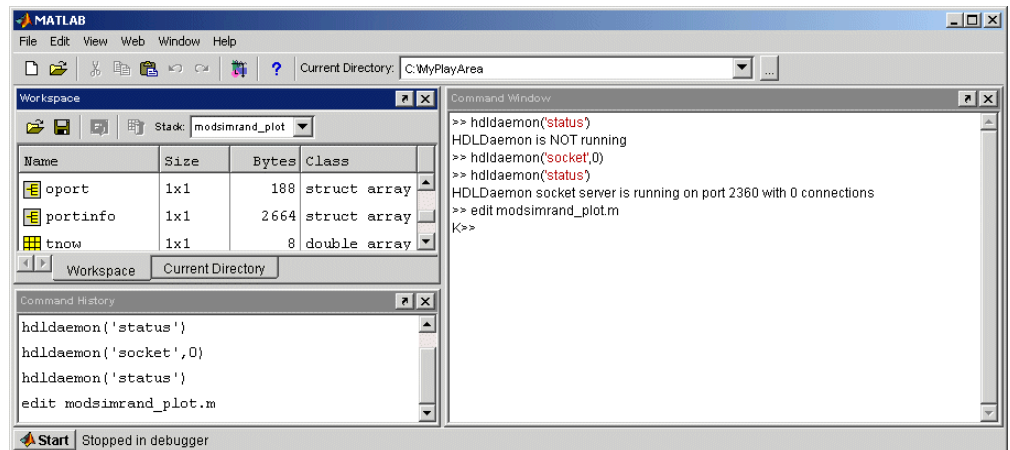 MATLAB
File Edit View Web Window Help
Current Directory: C:\MyPlayArea
...
Workspace
Stack: modsimrand_plot
Name Size Bytes Class
oport 1x1 188 struct array
portinfo 1x1 2664 struct array
tnow 1x1 8 double array
Workspace Current Directory
Command History
hdldaemon('status')
hdldaemon('socket',0)
hdldaemon('status')
edit modsimrand_plot.m
Command Window
>> hdldaemon('status')
HDLDaemon is NOT running
>> hdldaemon('socket',0)
>> hdldaemon('status')
HDLDaemon socket server is running on port 2360 with 0 connections
>> edit modsimrand_plot.m
K>>
Start Stopped in debugger